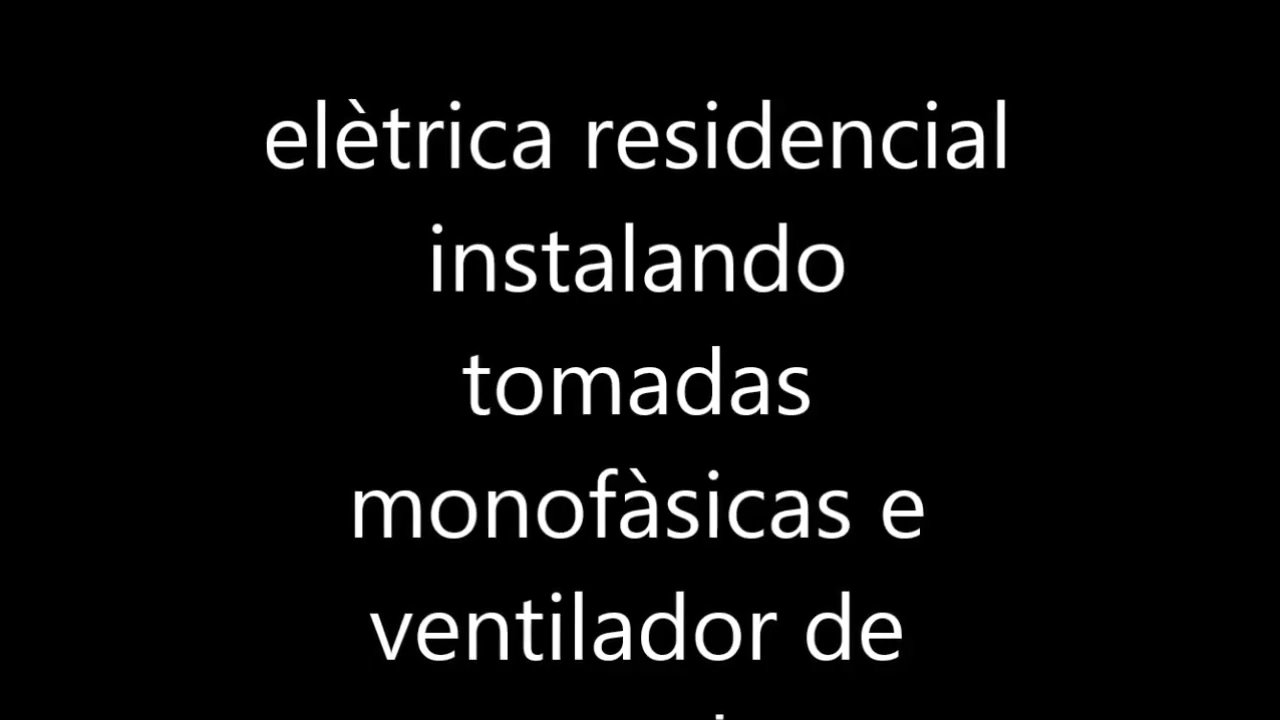 elètrica residencial
instalando
tomadas
monofàsicas e
ventilador de